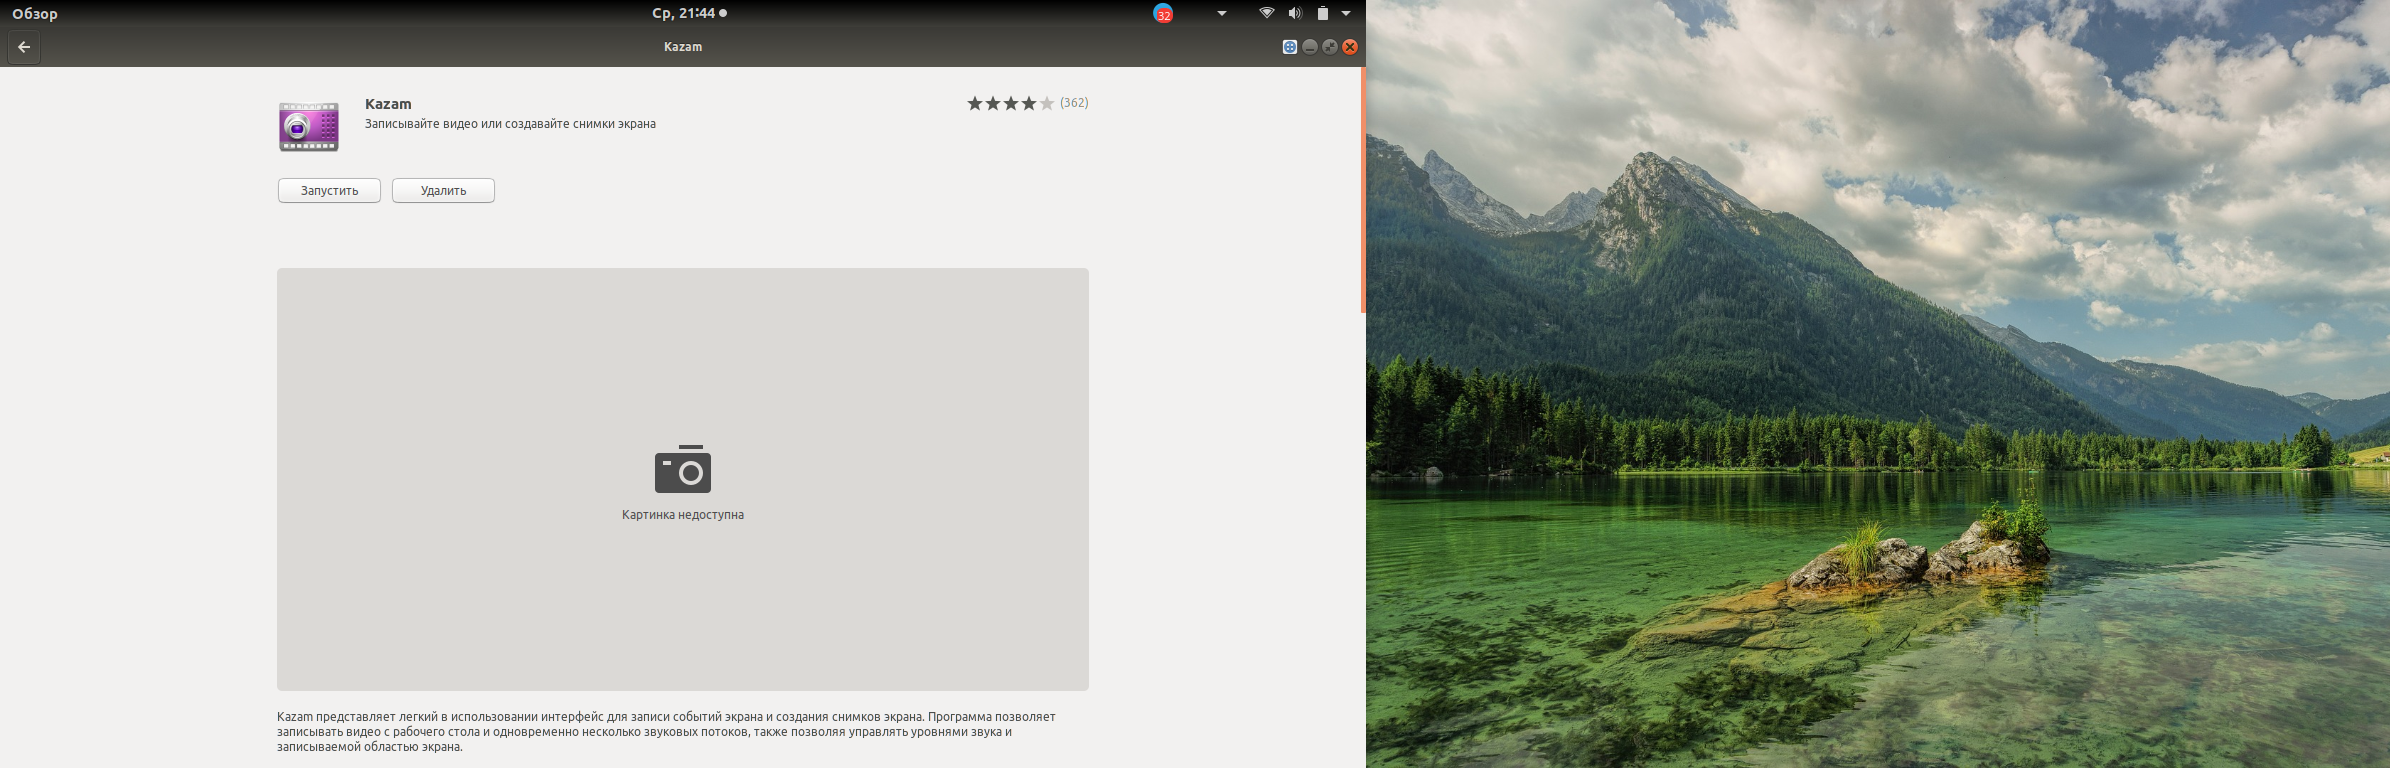 Обзор
Ср, 21:44
32
Kazam
Kazam
(362)
Записывайте видео или создавайте снимки экрана
Запустить
Удалить
Картинка недоступна
Kazam представляет легкий в использовании интерфейс для записи событий экрана и создания снимков экрана. Программа позволяет
записывать видео с рабочего стола и одновременно несколько звуковых потоков, также позволяя управлять уровнями звука и
записываемой областью экрана.